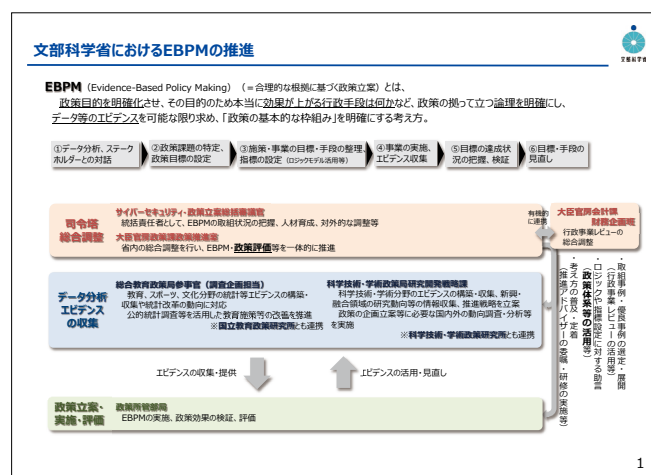 文部科学省におけるEBPMの推進
文部科学省
EBPM（Evidence-Based Policy Making）（＝合理的な根拠に基づく政策立案）とは、
政策目的を明確化させ、その目的のため本当に効果が上がる行政手段は何かなど、政策の拠って立つ論理を明確にし、
データ等のエビデンスを可能な限り求め、「政策の基本的な枠組み」を明確にする考え方。
①データ分析、ステークホルダーとの対話
②政策課題の特定、政策目標の設定
③施策・事業の目標・手段の整理、指標の設定（ロジックモデル活用等）
④事業の実施、エビデンス収集
⑤目標の達成状況の把握、検証
⑥目標・手段の見直し
司令塔
総合調整
サイバーセキュリティ・政策立案総括審議官
統括責任者として、EBPMの取組状況の把握、人材育成、対外的な調整等
大臣官房政策課政策推進室
省内の総合調整を行い、EBPM・政策評価等を一体的に推進
有機的に連携
大臣官房会計課
財務企画班
行政事業レビューの
総合調整
データ分析
エビデンス
の収集
総合教育政策局参事官（調査企画担当）
教育、スポーツ、文化分野の統計等エビデンスの構築・
収集や統計改革の動向に対応
公的統計調査等を活用した教育施策等の改善を推進
※国立教育政策研究所とも連携
科学技術・学術政策局研究開発戦略課
科学技術・学術分野のエビデンスの構築・収集、新興・
融合領域の研究動向等の情報収集、推進戦略を立案
政策の企画立案等に必要な国内外の動向調査・分析等
を実施
※科学技術・学術政策研究所とも連携
・取組事例・優良事例の選定・展開
（行政事業レビューの活用等）
・ロジックや指標設定に対する助言
（政策体系等の活用等）
・考え方の普及・定着
（推進アドバイザーの委嘱・研修の実施等）
エビデンスの収集・提供
エビデンスの活用・見直し
政策立案・
実施・評価
政策所管部局
EBPMの実施、政策効果の検証、評価
1